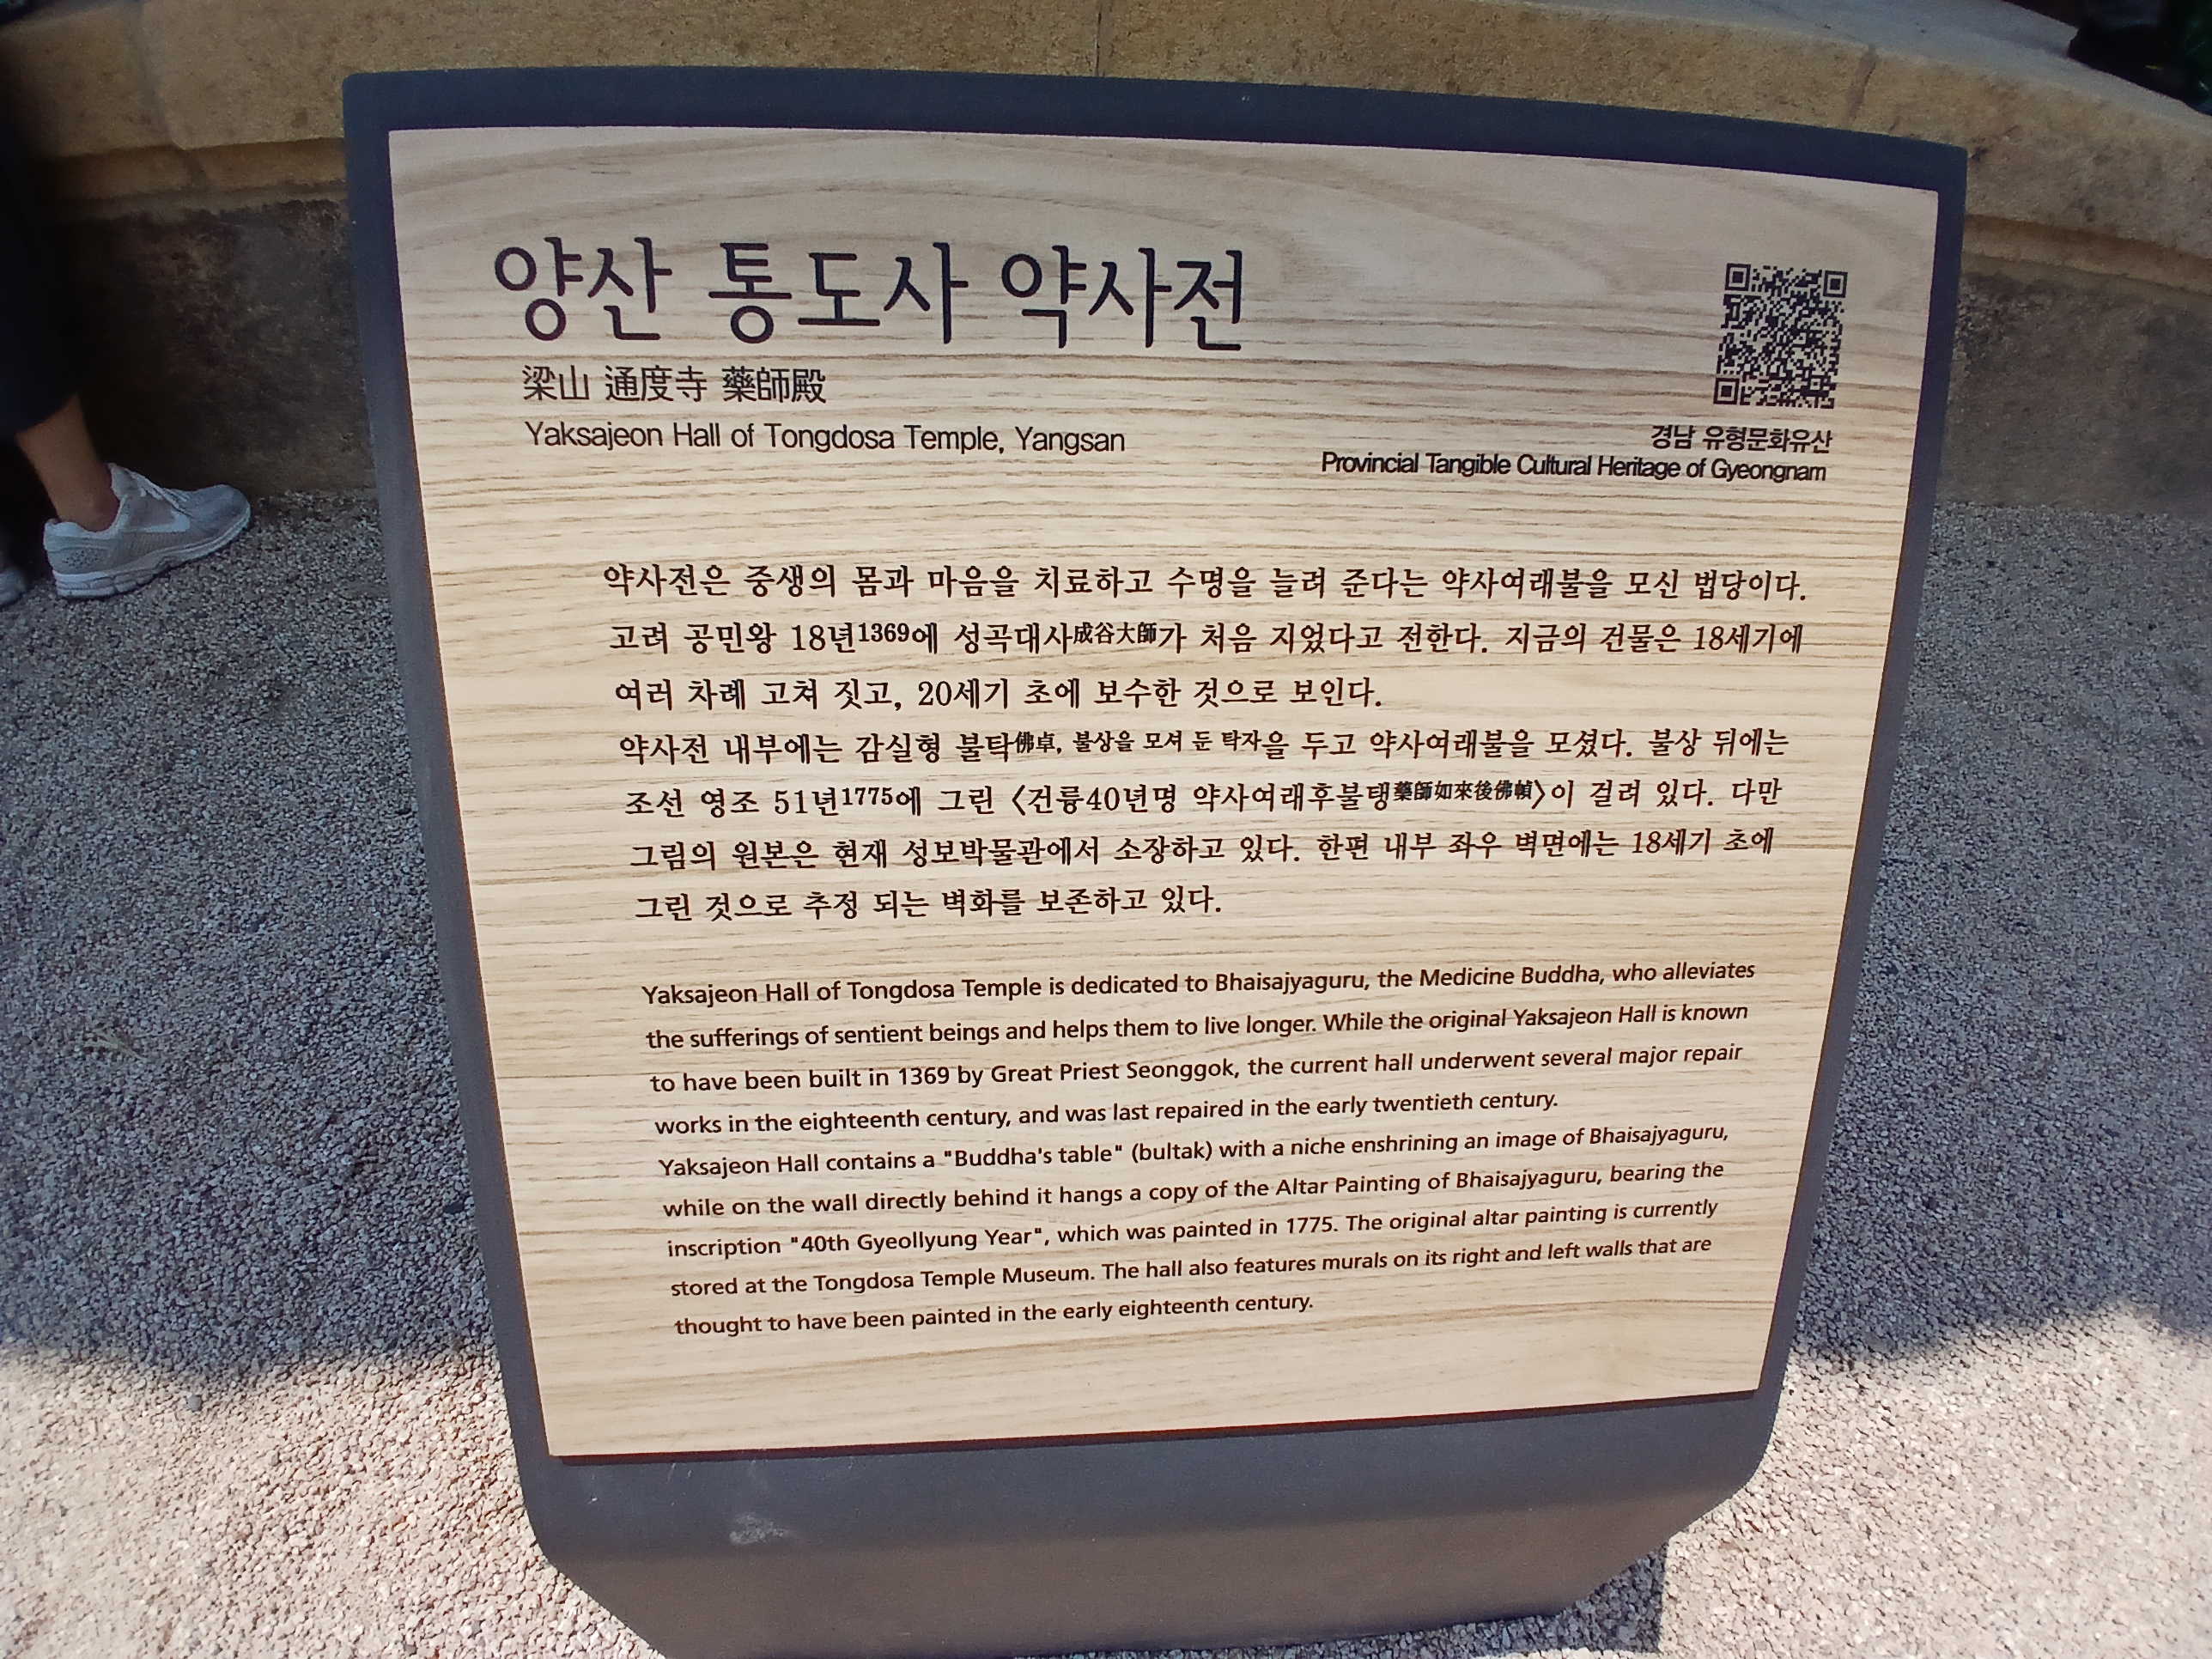 양산 통도사 약사전
梁山 通度寺 藥師殿
Yaksajeon Hall of Tongdosa Temple, Yangsan
경남 유형문화유산
Provincial Tangible Cultural Heritage of Gyeongnam
약사전은 중생의 몸과 마음을 치료하고 수명을 늘려 준다는 약사여래불을 모신 법당이다.
고려 공민왕 18년1369에 성곡대사成谷大師가 처음 지었다고 전한다. 지금의 건물은 18세기에
여러 차례 고쳐 짓고, 20세기 초에 보수한 것으로 보인다.
약사전 내부에는 감실형 불탁佛卓, 불상을 모셔 둔 탁자을 두고 약사여래불을 모셨다. 불상 뒤에는
조선 영조 51년1775에 그린 〈건륭40년명 약사여래후불탱藥師如來後佛幀〉이 걸려 있다. 다만
그림의 원본은 현재 성보박물관에서 소장하고 있다. 한편 내부 좌우 벽면에는 18세기 초에
그린 것으로 추정 되는 벽화를 보존하고 있다.
Yaksajeon Hall of Tongdosa Temple is dedicated to Bhaisajyaguru, the Medicine Buddha, who alleviates
the sufferings of sentient beings and helps them to live longer. While the original Yaksajeon Hall is known
to have been built in 1369 by Great Priest Seonggok, the current hall underwent several major repair
works in the eighteenth century, and was last repaired in the early twentieth century.
Yaksajeon Hall contains a "Buddha's table" (bultak) with a niche enshrining an image of Bhaisajyaguru,
while on the wall directly behind it hangs a copy of the Altar Painting of Bhaisajyaguru, bearing the
inscription "40th Gyeollyung Year", which was painted in 1775. The original altar painting is currently
stored at the Tongdosa Temple Museum. The hall also features murals on its right and left walls that are
thought to have been painted in the early eighteenth century.